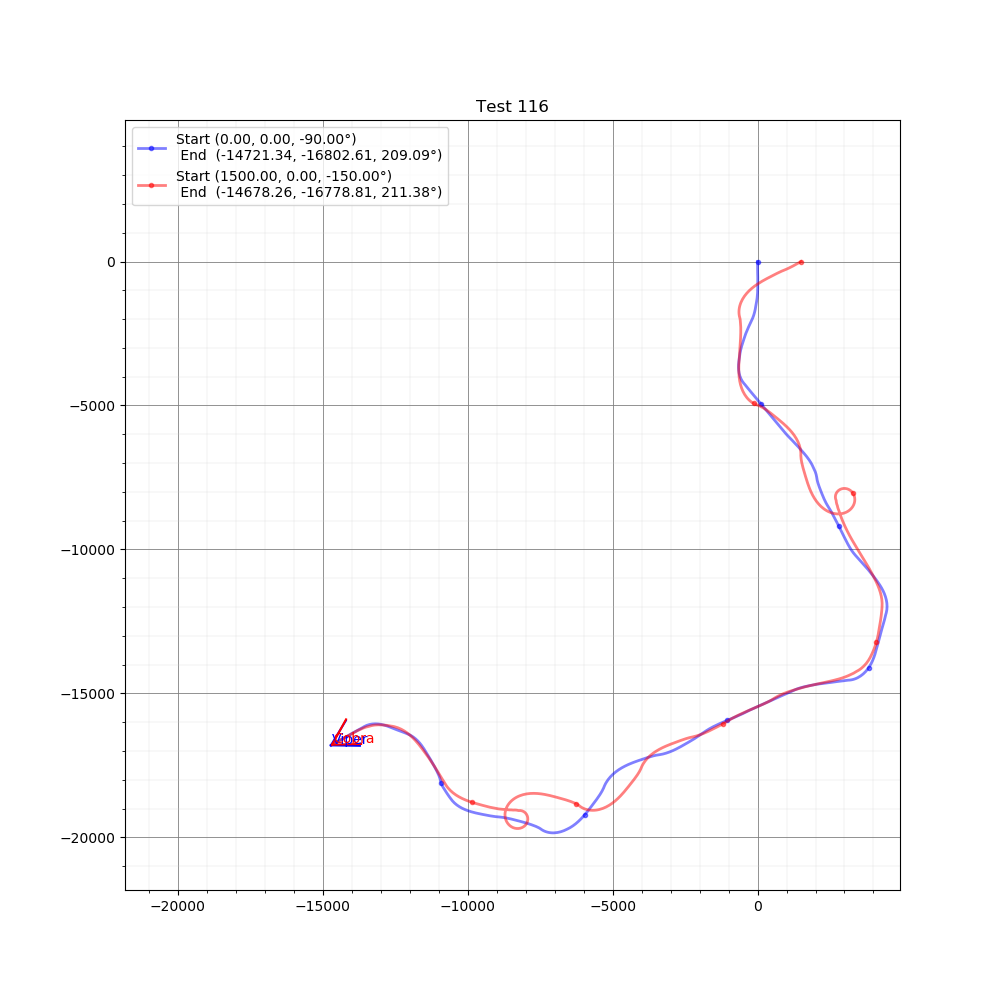 Test 116
Start (0.00, 0.00, -90.00°)
End  (-14721.34, -16802.61, 209.09°)
Start (1500.00, 0.00, -150.00°)
End  (-14678.26, -16778.81, 211.38°)
0
−5000
−10000
−15000
−20000
Viper
−20000
−15000
−10000
−5000
0